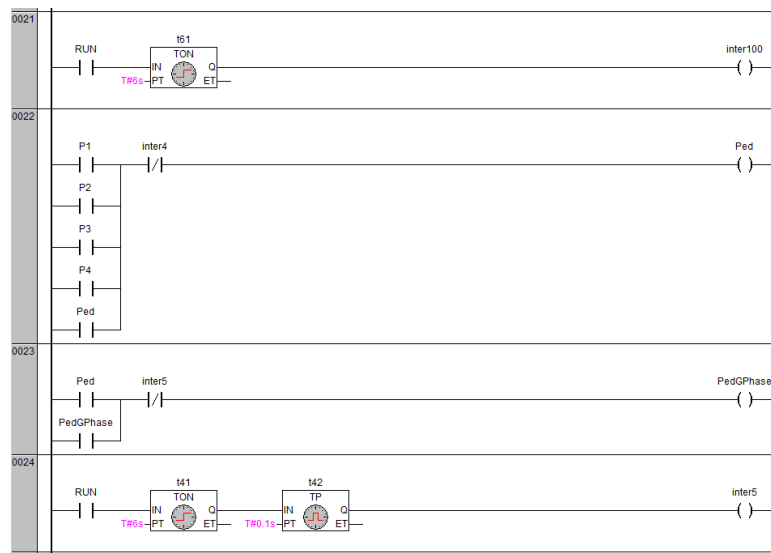 0021
RUN
t61
TON
inter100
IN Q
T#6s PT ET
0022
P1 inter4 Ped
P2
P3
P4
Ped
0023
Ped inter5 PedGPhase
PedGPhase
0024
RUN
t41 t42
TON TP
inter5
IN Q IN Q
T#6s PT ET T#0.1s PT ET